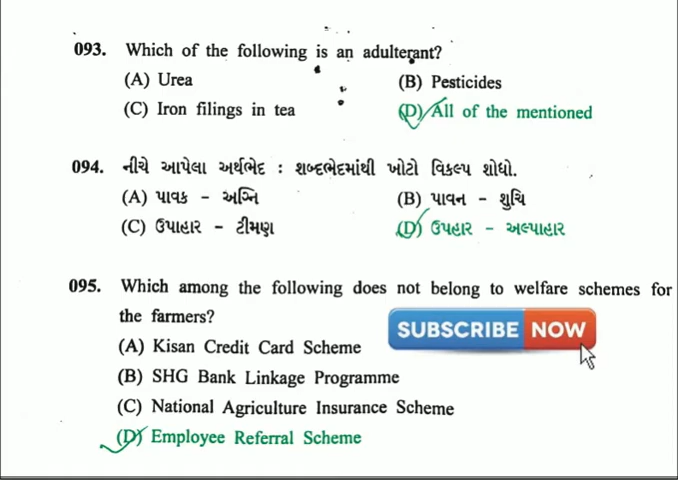 093. Which of the following is an adulterant?
(A) Urea (B) Pesticides
(C) Iron filings in tea (D) All of the mentioned
094. નીચે આપેલા અર્થભેદ : શબ્દભેદમાંથી ખોટો વિકલ્પ શોધો.
(A) પાવક – અગ્નિ (B) પાવન – શુચિ
(C) ઉપાહાર – ટીમણ (D) ઉપહાર – અલ્પાહાર
095. Which among the following does not belong to welfare schemes for
the farmers?
SUBSCRIBE NOW
(A) Kisan Credit Card Scheme
(B) SHG Bank Linkage Programme
(C) National Agriculture Insurance Scheme
(D) Employee Referral Scheme